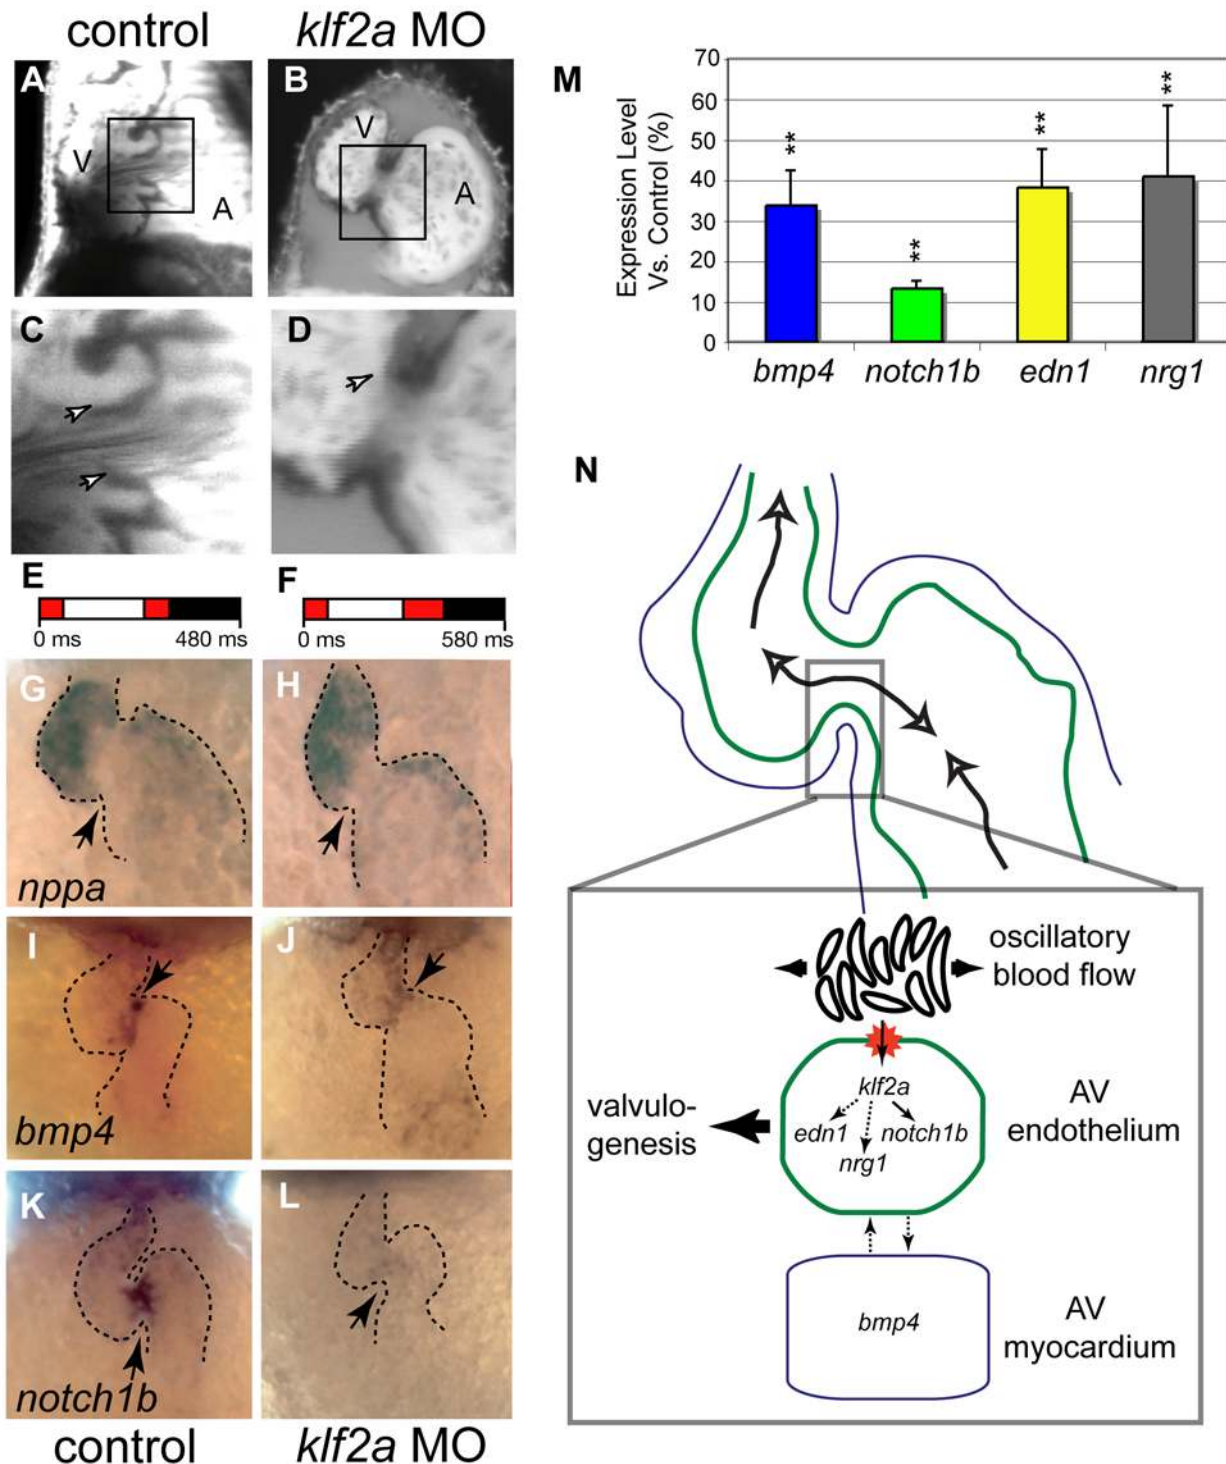 control
klf2a MO
A
V
A
B
V
A
C
D
E
0 ms
480 ms
F
0 ms
580 ms
G
nppa
H
I
bmp4
J
K
notch1b
L
control
klf2a MO
M
Expression Level
Vs. Control (%)
70
60
50
40
30
20
10
0
**
**
**
**
bmp4
notch1b
edn1
nrg1
N
oscillatory
blood flow
klf2a
edn1
notch1b
nrg1
valvulo-
genesis
AV
endothelium
bmp4
AV
myocardium